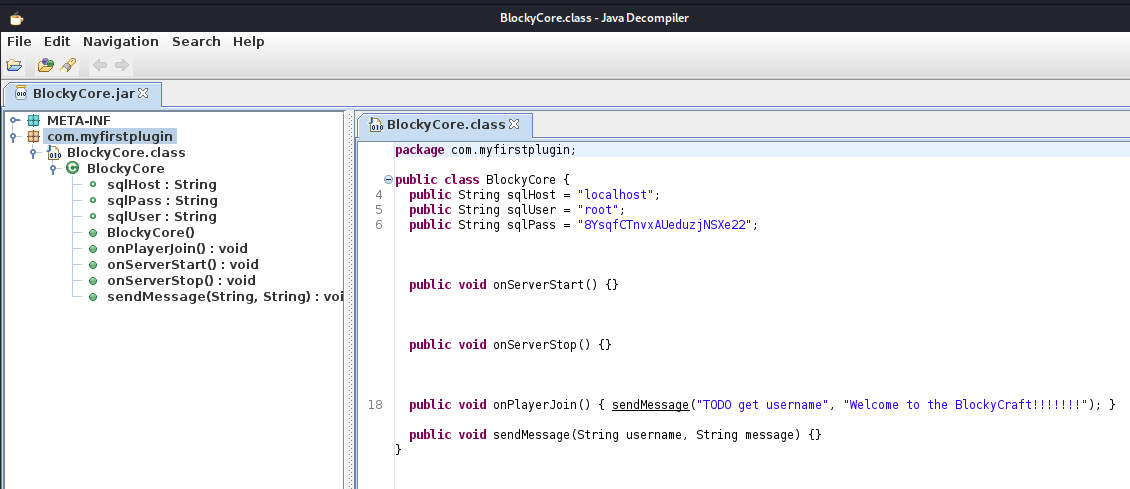 BlockyCore.class - Java Decompiler
File Edit Navigation Search Help
BlockyCore.jar
META-INF
com.myfirstplugin
BlockyCore.class
BlockyCore
sqlHost : String
sqlPass : String
sqlUser : String
BlockyCore()
onPlayerJoin() : void
onServerStart() : void
onServerStop() : void
sendMessage(String, String) : voi
BlockyCore.class
package com.myfirstplugin;
public class BlockyCore {
4 public String sqlHost = "localhost";
5 public String sqlUser = "root";
6 public String sqlPass = "8YsqfCTnvxAUeduzjNSXe22";
public void onServerStart() {}
public void onServerStop() {}
18 public void onPlayerJoin() { sendMessage("TODO get username", "Welcome to the BlockyCraft!!!!!!!"); }
public void sendMessage(String username, String message) {}
}